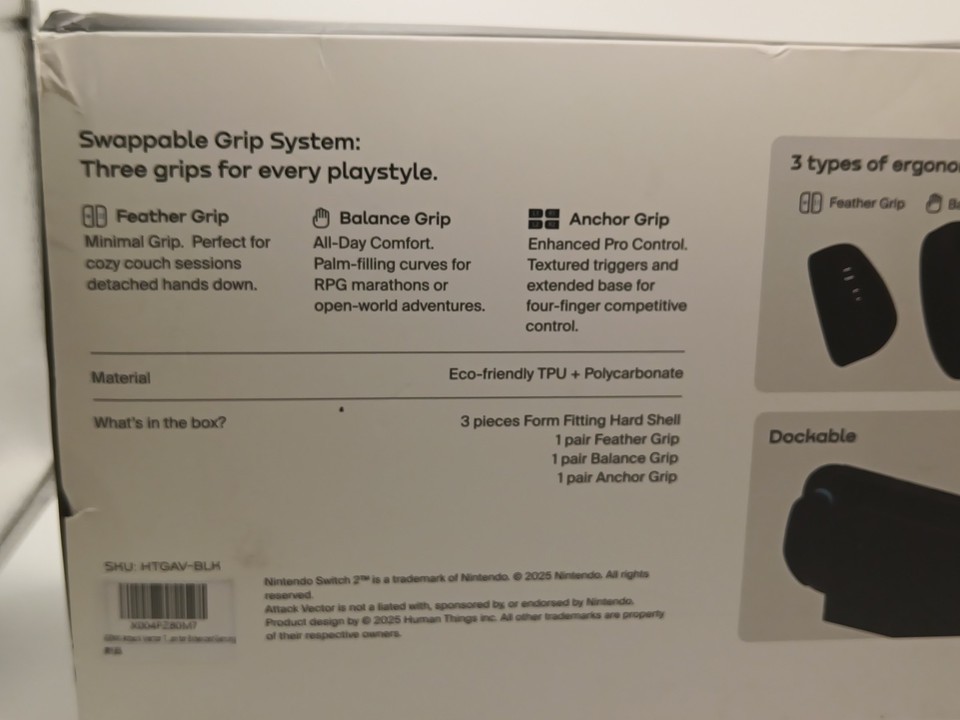 Swappable Grip System:
Three grips for every playstyle.
Feather Grip
Minimal Grip. Perfect for
cozy couch sessions
detached hands down.
Balance Grip
All-Day Comfort.
Palm-filling curves for
RPG marathons or
open-world adventures.
Anchor Grip
Enhanced Pro Control.
Textured triggers and
extended base for
four-finger competitive
control.
Material
Eco-friendly TPU + Polycarbonate
What's in the box?
3 pieces Form Fitting Hard Shell
1 pair Feather Grip
1 pair Balance Grip
1 pair Anchor Grip
SKU: HTGAV-BLK
Nintendo Switch 2™ is a trademark of Nintendo. © 2025 Nintendo. All rights
reserved.
Attack Vector is not a listed with, sponsored by, or endorsed by Nintendo.
Product design by © 2025 Human Things Inc. All other trademarks are property
of their respective owners.
3 types of
Feather Grip
Dockable